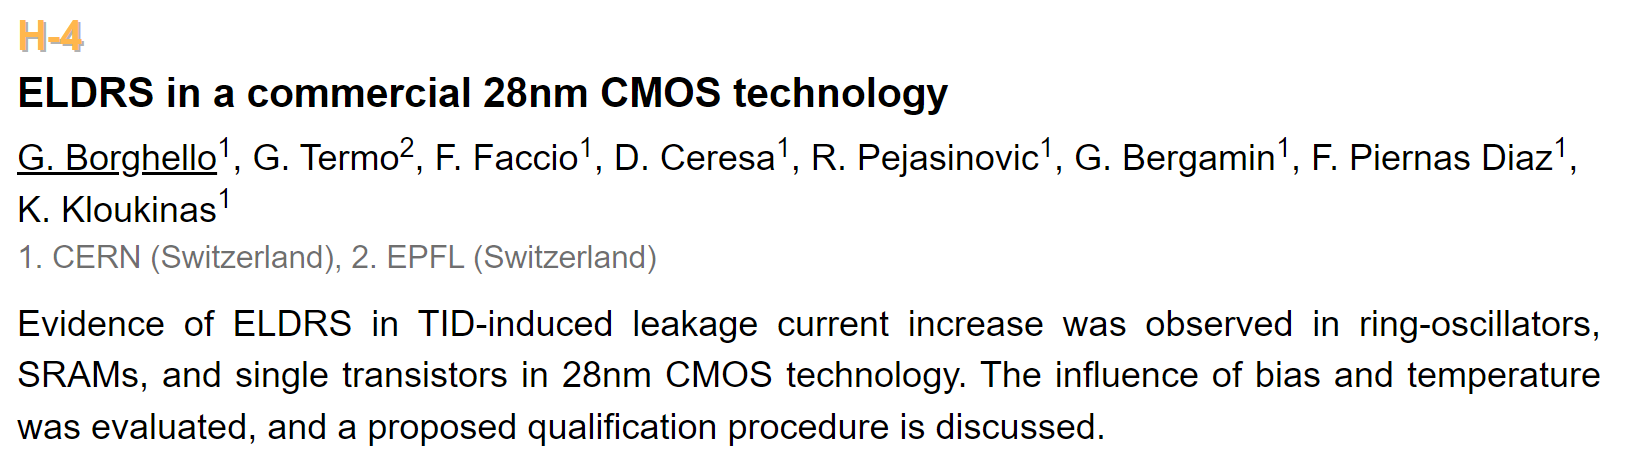 H-4
ELDRS in a commercial 28nm CMOS technology
G. Borghello¹, G. Termo², F. Faccio¹, D. Ceresa¹, R. Pejasinovic¹, G. Bergamin¹, F. Piernas Diaz¹,
K. Kloukinas¹
1. CERN (Switzerland), 2. EPFL (Switzerland)
Evidence of ELDRS in TID-induced leakage current increase was observed in ring-oscillators,
SRAMs, and single transistors in 28nm CMOS technology. The influence of bias and temperature
was evaluated, and a proposed qualification procedure is discussed.